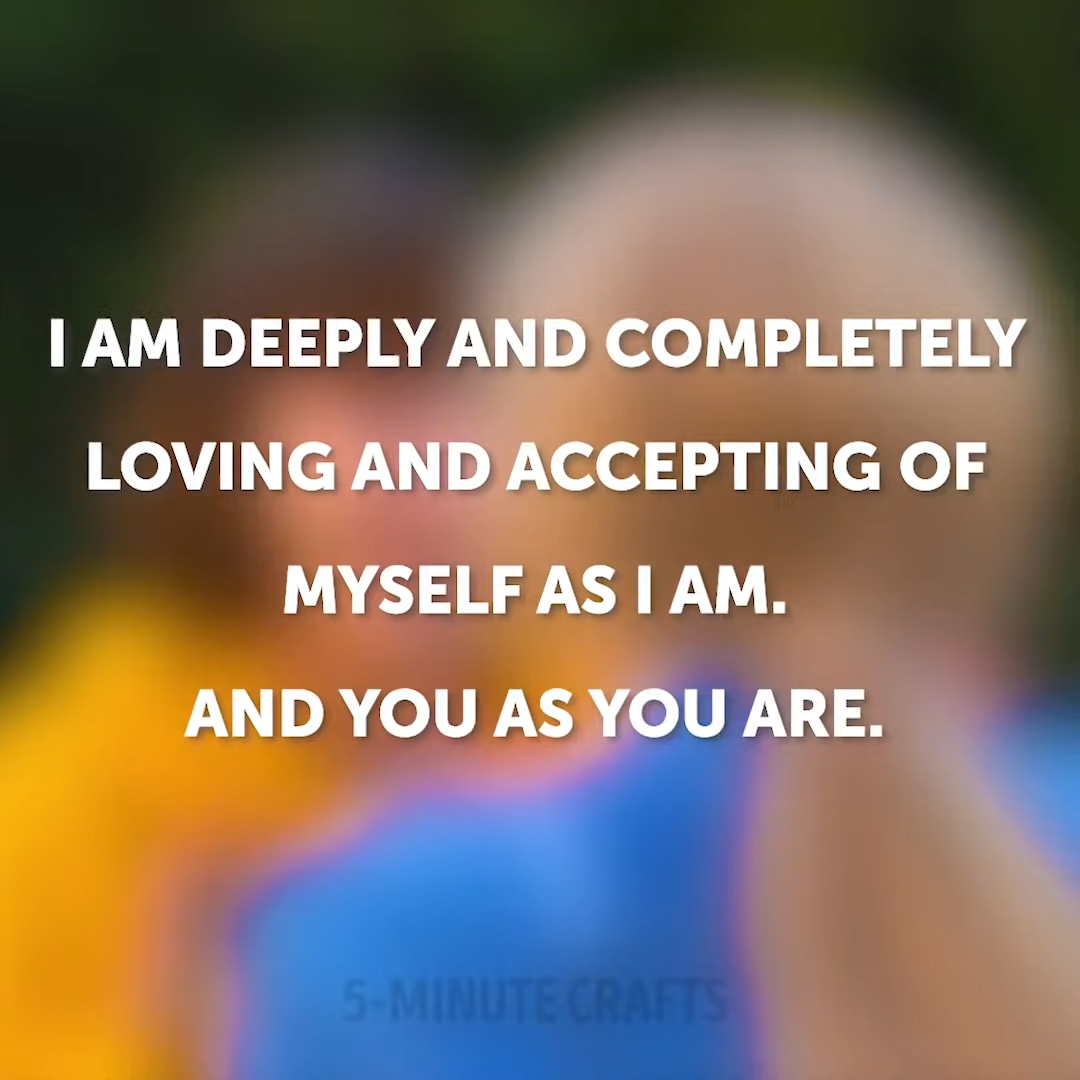 I AM DEEPLY AND COMPLETELY
LOVING AND ACCEPTING OF
MYSELF AS I AM.
AND YOU AS YOU ARE.
5-MINUTE CRAFTS